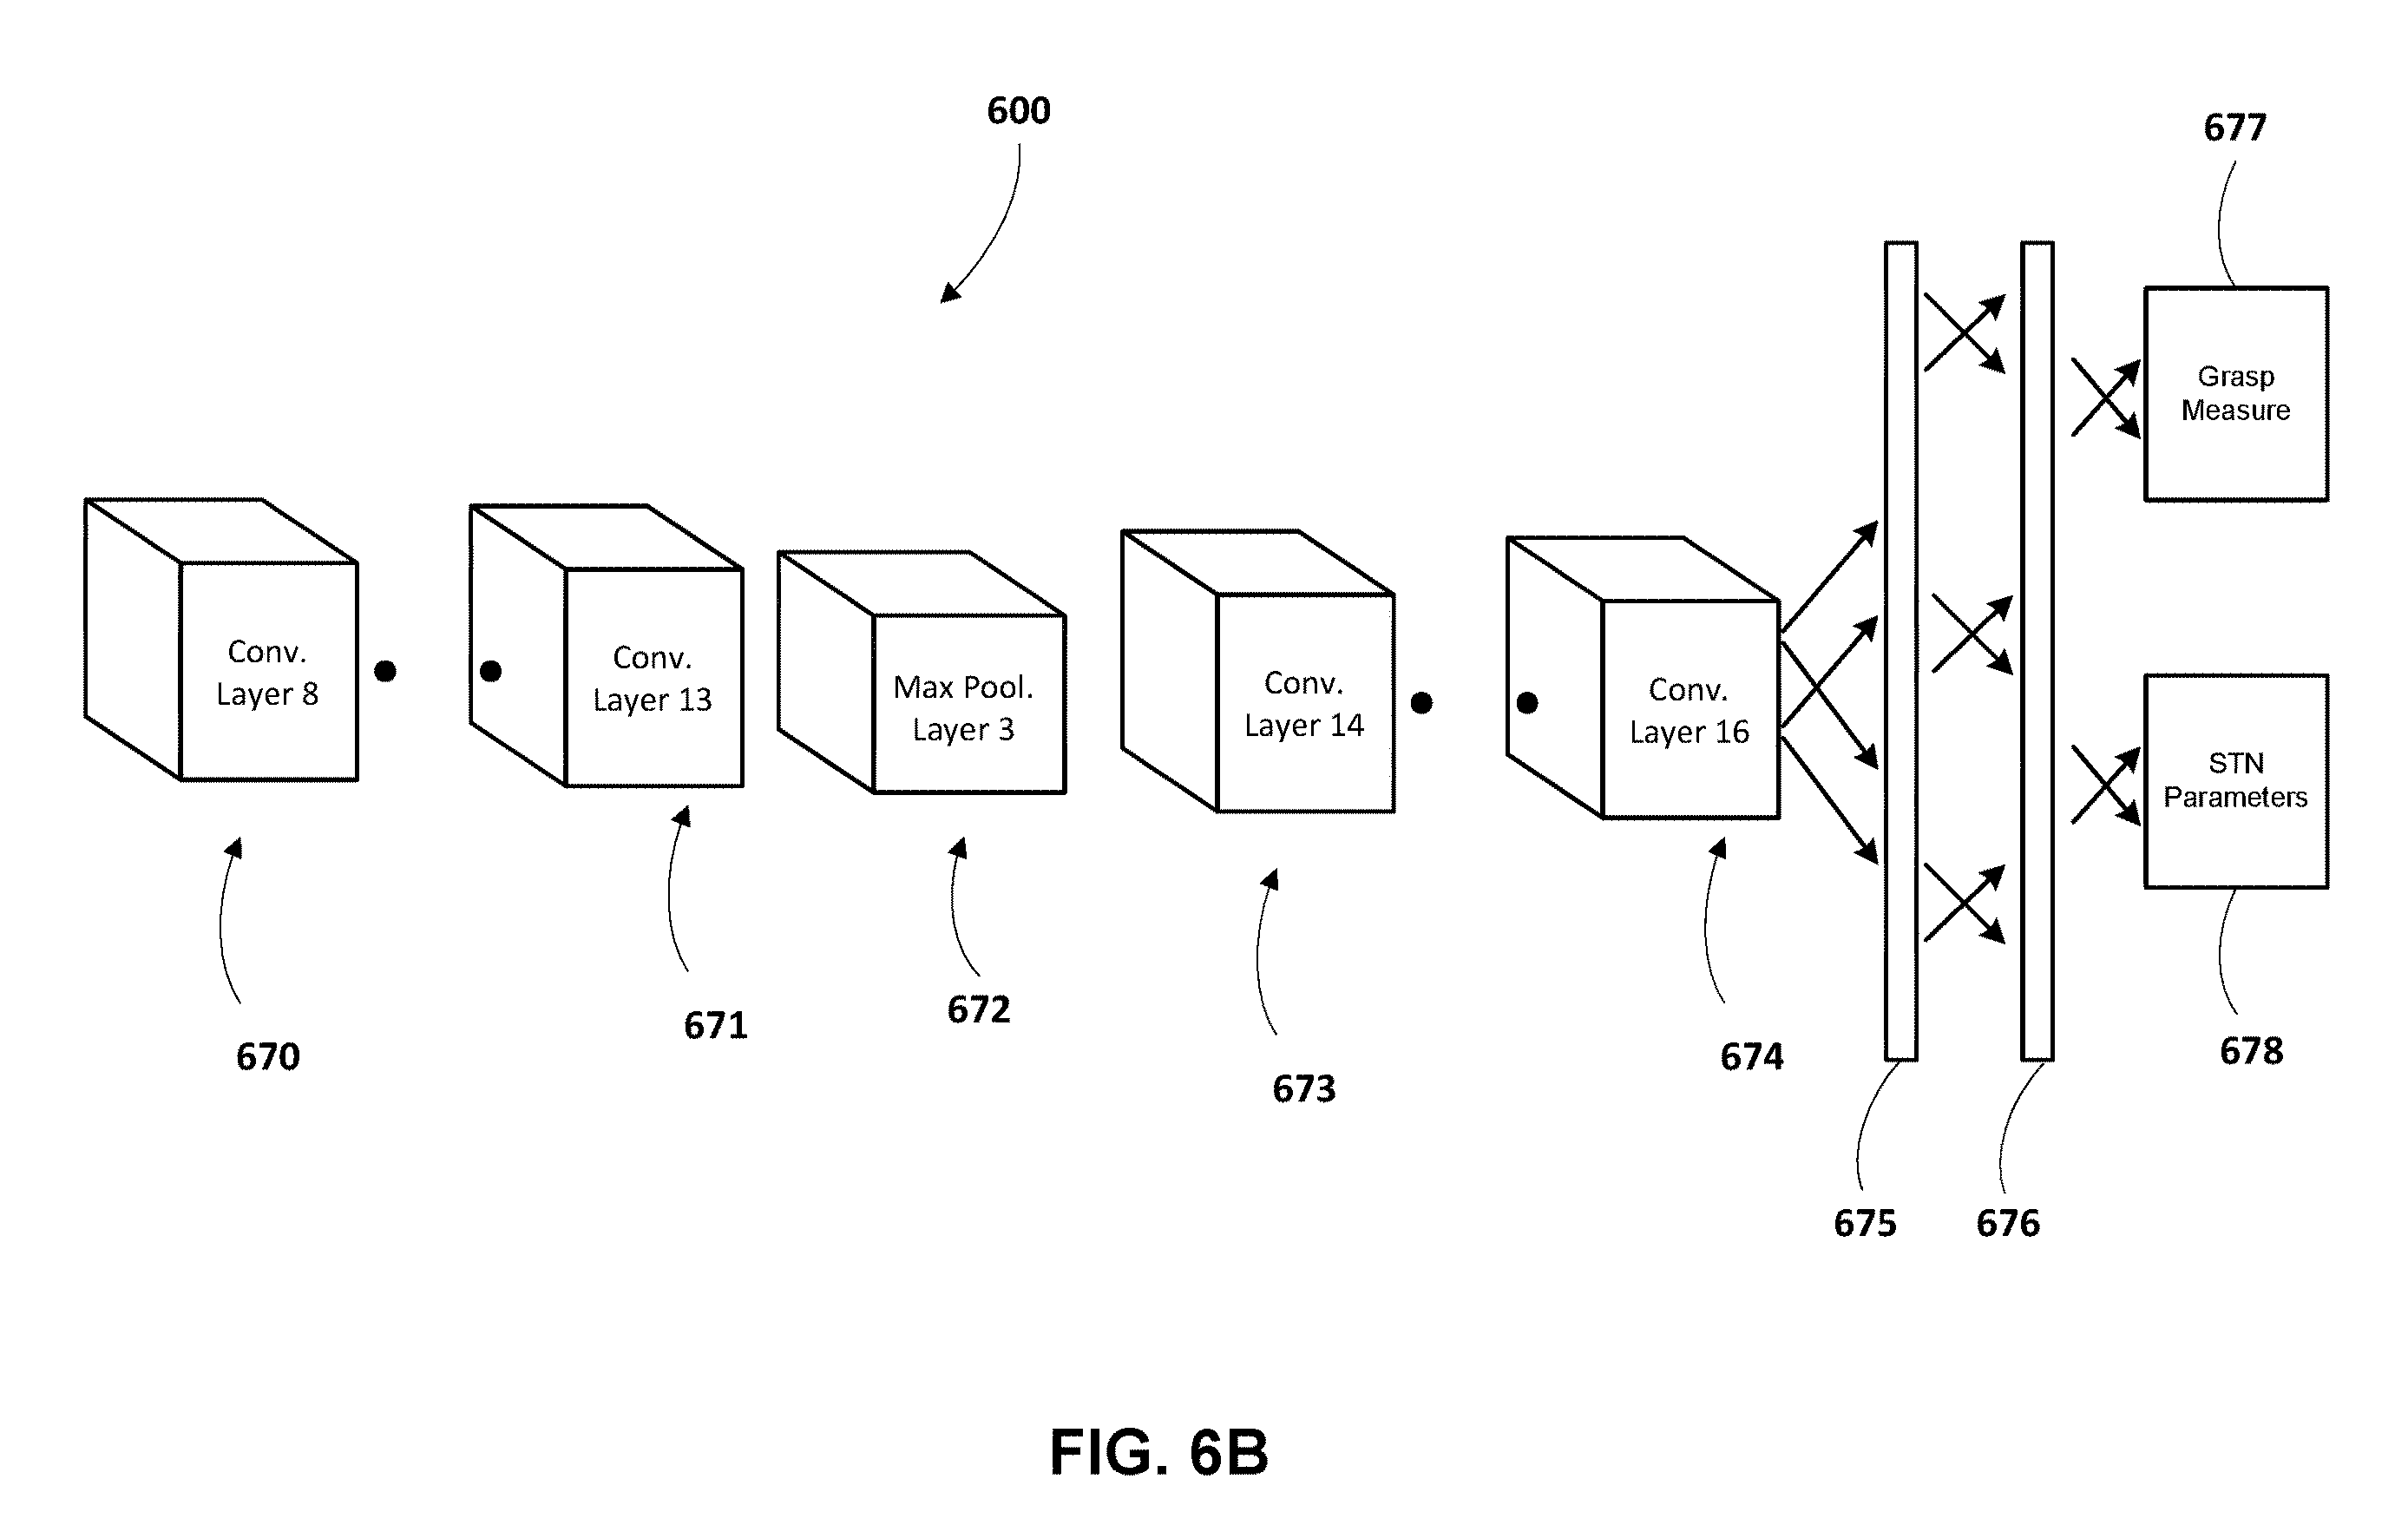 600
677
Grasp
Measure
Conv.
Layer 8
Conv.
Layer 13
Max Pool.
Layer 3
Conv.
Layer 14
Conv.
Layer 16
STN
Parameters
670
671
672
673
674
675
676
678
FIG. 6B